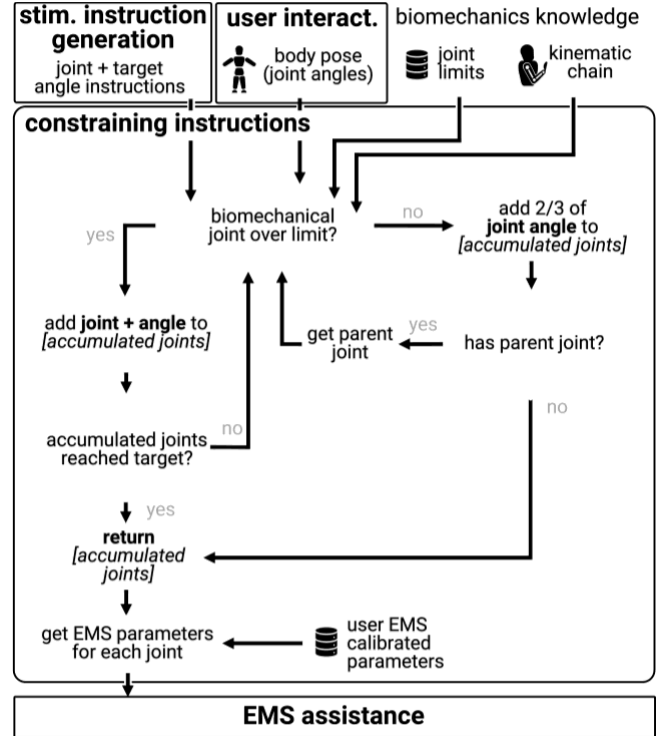 stim. instruction
generation
joint + target
angle instructions
user interact.
body pose
(joint angles)
biomechanics knowledge
joint
limits
kinematic
chain
constraining instructions
biomechanical
joint over limit?
no
add 2/3 of
joint angle to
[accumulated joints]
yes
add joint + angle to
[accumulated joints]
get parent
joint
yes
has parent joint?
no
accumulated joints
reached target?
no
yes
return
[accumulated
joints]
get EMS parameters
for each joint
user EMS
calibrated
parameters
EMS assistance